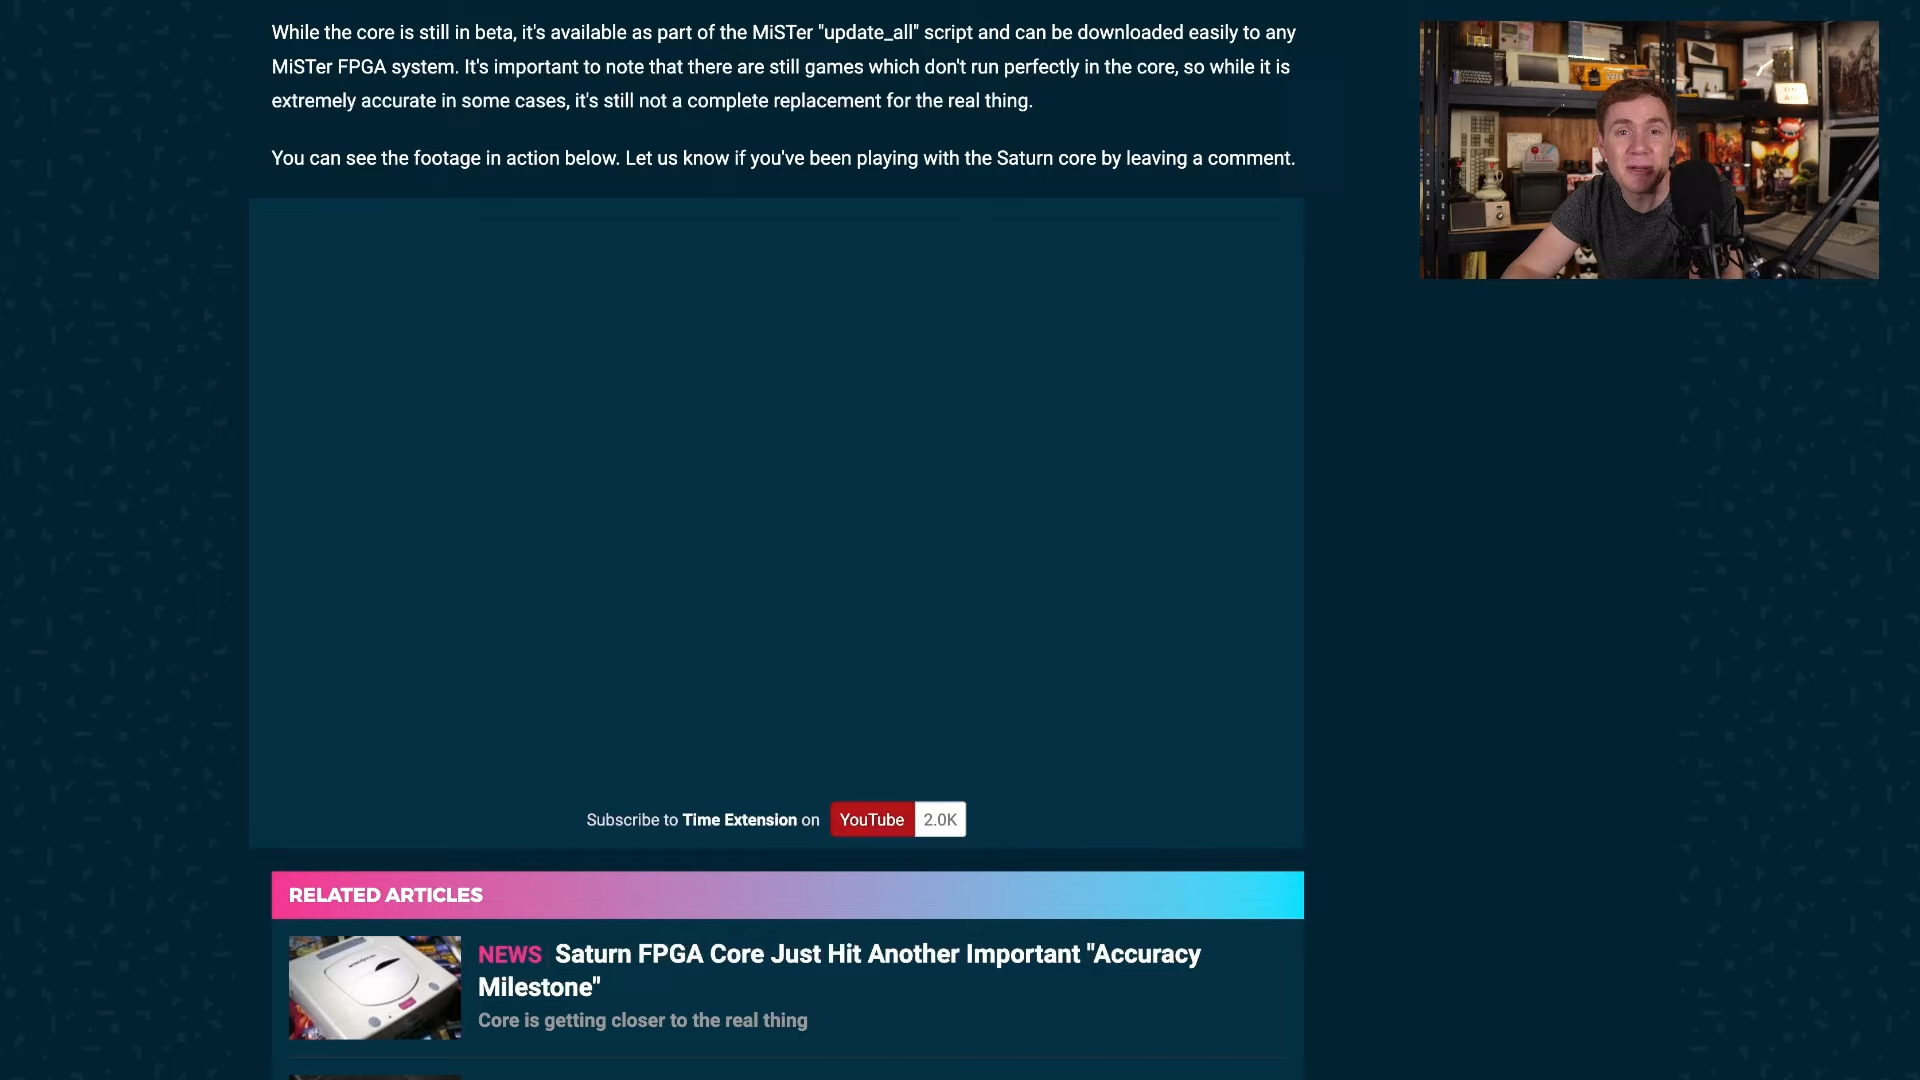 While the core is still in beta, it's available as part of the MiSTer "update_all" script and can be downloaded easily to any
MiSTer FPGA system. It's important to note that there are still games which don't run perfectly in the core, so while it is
extremely accurate in some cases, it's still not a complete replacement for the real thing.
You can see the footage in action below. Let us know if you've been playing with the Saturn core by leaving a comment.
Subscribe to Time Extension on YouTube 2.0K
RELATED ARTICLES
NEWS Saturn FPGA Core Just Hit Another Important "Accuracy
Milestone"
Core is getting closer to the real thing